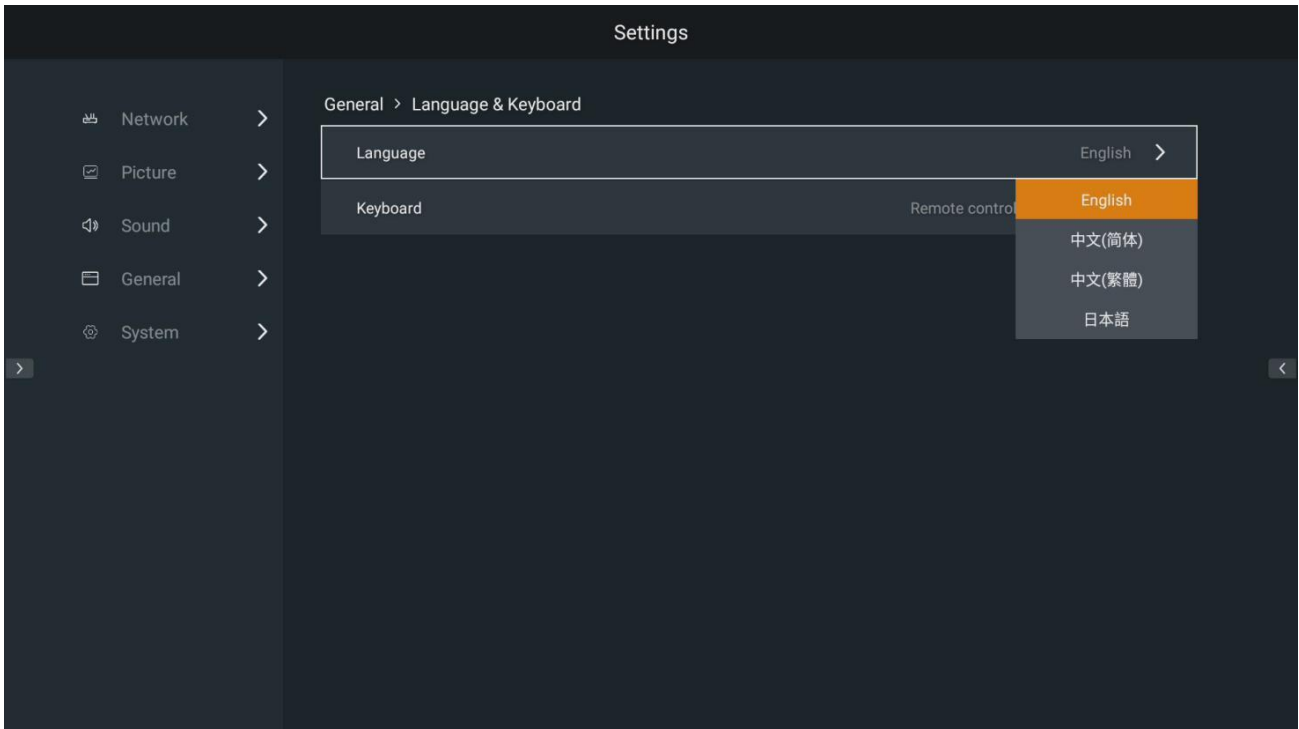 Settings
Network
Picture
Sound
General
System
General > Language & Keyboard
Language English
Keyboard Remote control
English
中文(简体)
中文(繁體)
日本語